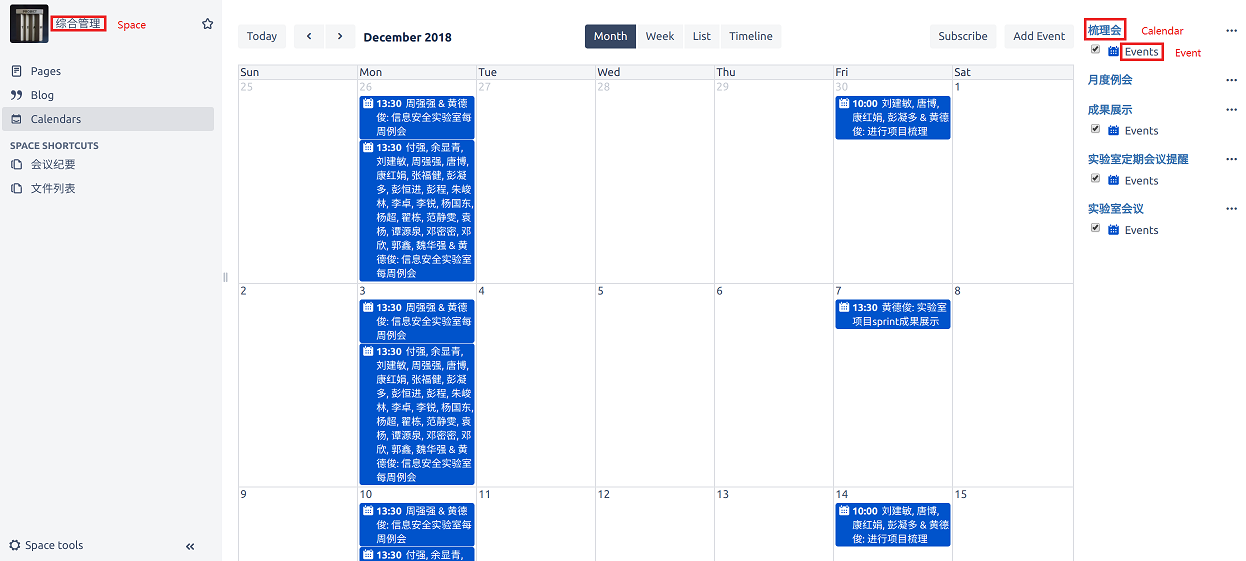 综合管理 Space
Pages
Blog
Calendars
SPACE SHORTCUTS
会议纪要
文件列表
Space tools
Today
December 2018
Month Week List Timeline
Subscribe Add Event
Sun Mon Tue Wed Thu Fri Sat
25 26 27 28 29 30 1
13:30 周强强 & 黄德
俊: 信息安全实验室每
周例会
13:30 付强, 余显青,
刘建敏, 周强强, 唐博,
康红娟, 张福健, 彭凝
多, 彭恒进, 彭程, 朱峻
林, 李卓, 李锐, 杨国东,
杨超, 翟栋, 范静雯, 袁
杨, 谭源泉, 邓密密, 邓
欣, 郭鑫, 魏华强 & 黄
德俊: 信息安全实验室
每周例会
10:00 刘建敏, 唐博,
康红娟, 彭凝多 & 黄德
俊: 进行项目梳理
2 3 4 5 6 7 8
13:30 周强强 & 黄德
俊: 信息安全实验室每
周例会
13:30 付强, 余显青,
刘建敏, 周强强, 唐博,
康红娟, 张福健, 彭凝
多, 彭恒进, 彭程, 朱峻
林, 李卓, 李锐, 杨国东,
杨超, 翟栋, 范静雯, 袁
杨, 谭源泉, 邓密密, 邓
欣, 郭鑫, 魏华强 & 黄
德俊: 信息安全实验室
每周例会
13:30 黄德俊: 实验室
项目sprint成果展示
9 10 11 12 13 14 15
13:30 周强强 & 黄德
俊: 信息安全实验室每
周例会
13:30 付强, 余显青,
10:00 刘建敏, 唐博,
康红娟, 彭凝多 & 黄德
俊: 进行项目梳理
梳理会 Calendar
Events Event
月度例会
成果展示
Events
实验室定期会议提醒
Events
实验室会议
Events